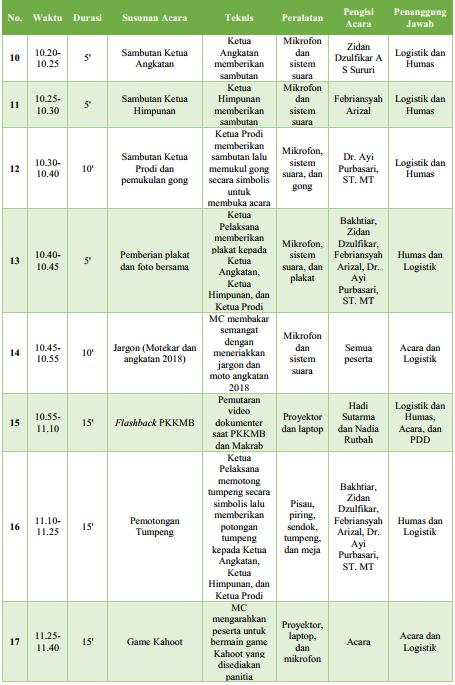 No. Waktu Durasi Susunan Acara Teknis Peralatan Pengisi Acara Penanggung Jawab
10 10.20-10.25 5' Sambutan Ketua Angkatan Ketua Angkatan memberikan sambutan Mikrofon dan sistem suara Zidan Dzulfikar A S Sururi Logistik dan Humas
11 10.25-10.30 5' Sambutan Ketua Himpunan Ketua Himpunan memberikan sambutan Mikrofon dan sistem suara Febriansyah Arizal Logistik dan Humas
12 10.30-10.40 10' Sambutan Ketua Prodi dan pemukulan gong Ketua Prodi memberikan sambutan lalu memukul gong secara simbolis untuk membuka acara Mikrofon, sistem suara, dan gong Dr. Ayi Purbasari, ST. MT Logistik dan Humas
13 10.40-10.45 5' Pemberian plakat dan foto bersama Ketua Pelaksana memberikan plakat kepada Ketua Angkatan, Ketua Himpunan, dan Ketua Prodi Mikrofon, sistem suara, dan plakat Bakhtiar, Zidan Dzulfikar, Febriansyah Arizal, Dr. Ayi Purbasari, ST. MT Humas dan Logistik
14 10.45-10.55 10' Jargon (Motekar dan angkatan 2018) MC membakar semangat dengan meneriakkan jargon dan moto angkatan 2018 Mikrofon dan sistem suara Semua peserta Acara dan Logistik
15 10.55-11.10 15' Flashback PKKMB Pemutaran video dokumenter saat PKKMB dan Makrab Proyektor dan laptop Hadi Sutarma dan Nadia Rutbah Logistik dan Humas, Acara, dan PDD
16 11.10-11.25 15' Pemotongan Tumpeng Ketua Pelaksana memotong tumpeng secara simbolis lalu memberikan potongan tumpeng kepada Ketua Angkatan, Ketua Himpunan, dan Ketua Prodi Pisau, piring, sendok, tumpeng, dan meja Bakhtiar, Zidan Dzulfikar, Febriansyah Arizal, Dr. Ayi Purbasari, ST. MT Humas dan Logistik
17 11.25-11.40 15' Game Kahoot MC mengarahkan peserta untuk bermain game Kahoot yang disediakan panitia Proyektor, laptop, dan mikrofon Acara Acara dan Logistik